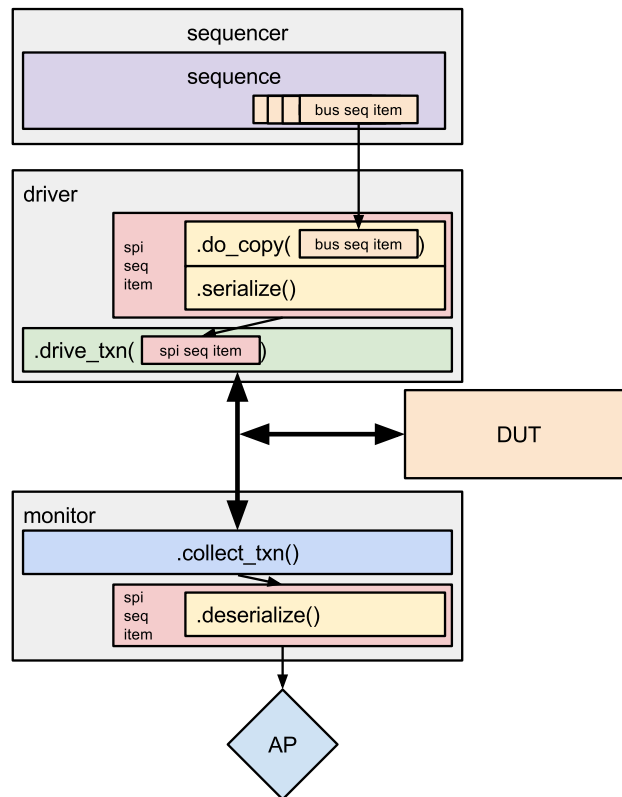 sequencer
sequence
bus seq item
driver
spi
seq
item
.do_copy( bus seq item )
.serialize()
.drive_txn( spi seq item )
DUT
monitor
.collect_txn()
spi
seq
item
.deserialize()
AP